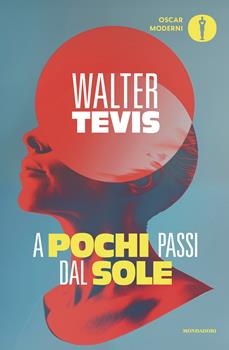 OSCAR
MODERNI
WALTER
TEVIS
A POCHI PASSI
DAL SOLE
MONDADORI